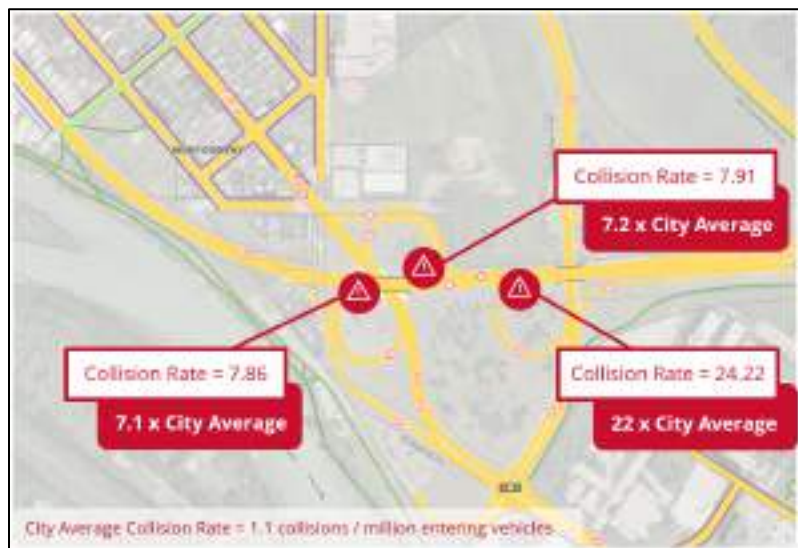 Collision Rate = 7.91
7.2 x City Average
Collision Rate = 7.86
7.1 x City Average
Collision Rate = 24.22
22 x City Average
City Average Collision Rate = 1.1 collisions / million entering vehicles